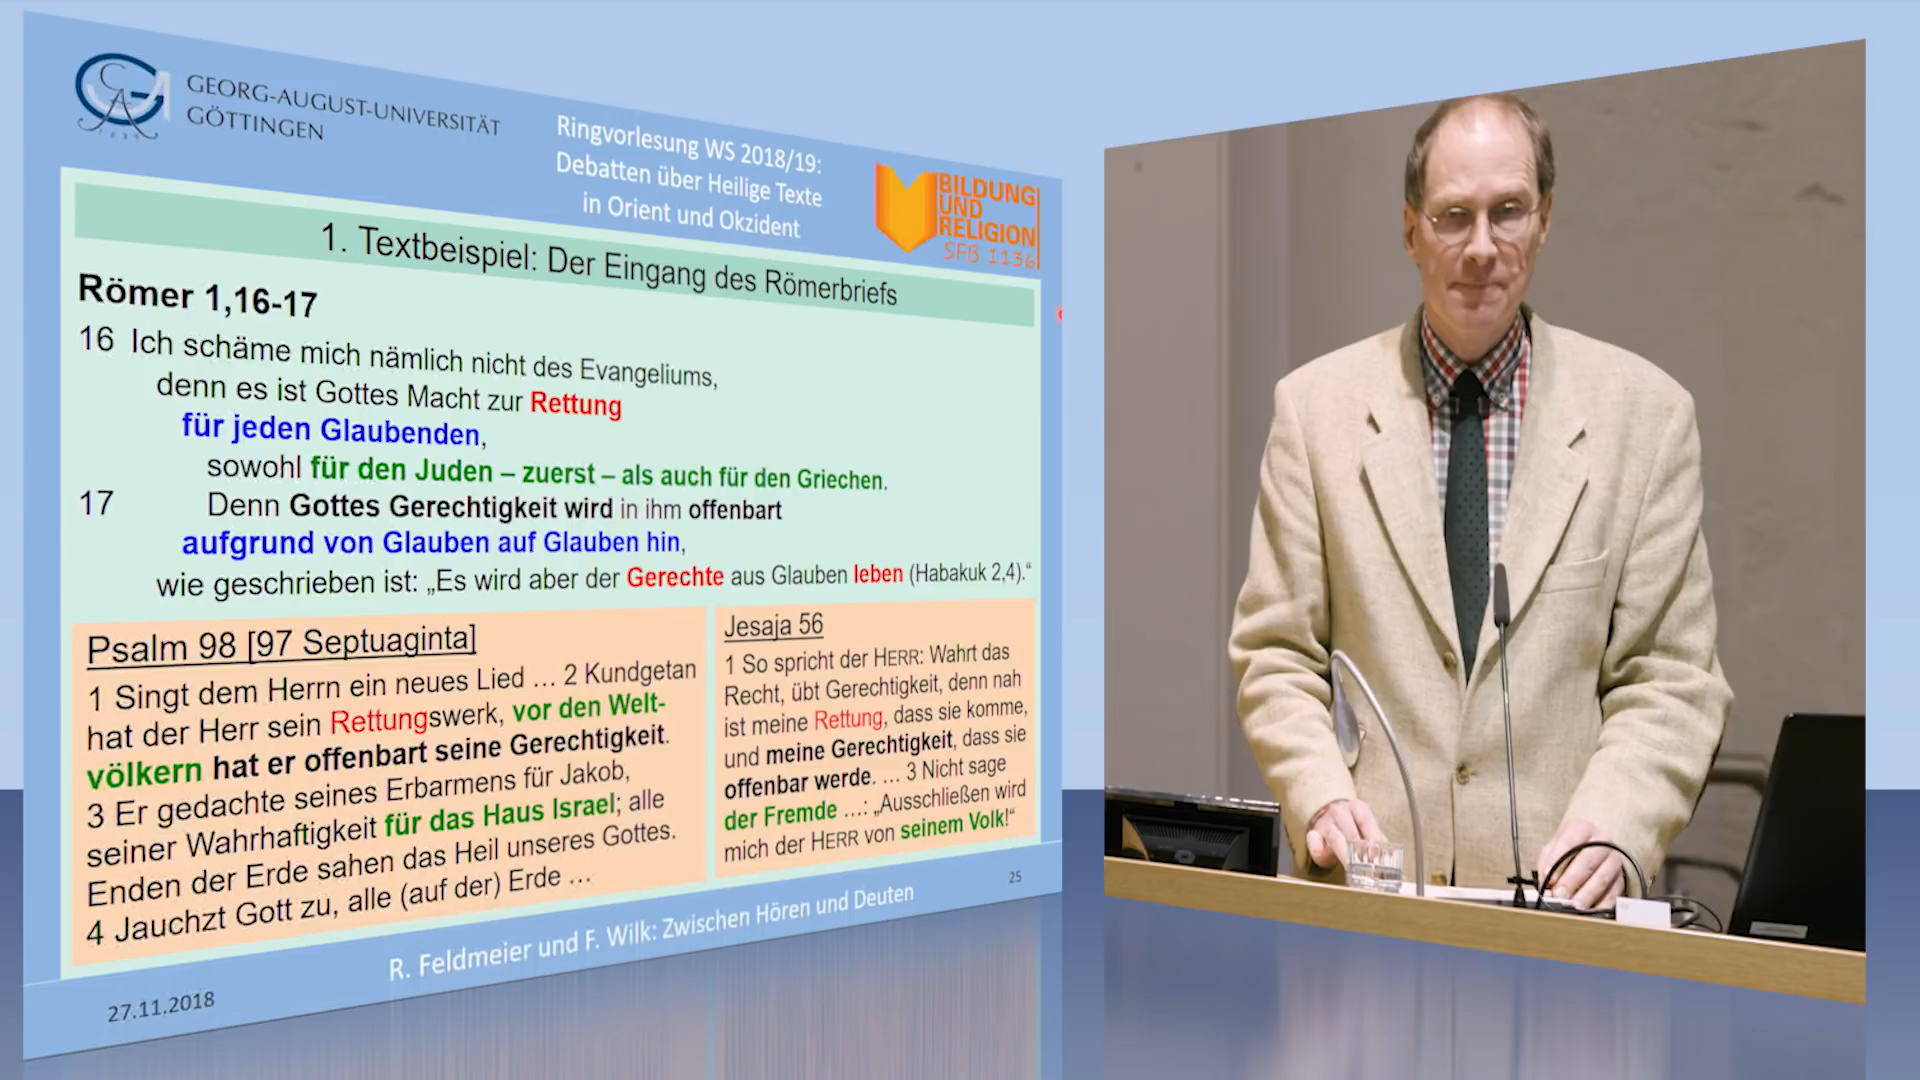 GEORG-AUGUST-UNIVERSITÄT
GÖTTINGEN
Ringvorlesung WS 2018/19:
Debatten über Heilige Texte
in Orient und Okzident
BILDUNG
UND
RELIGION
SFB 1136
1. Textbeispiel: Der Eingang des Römerbriefs
Römer 1,16-17
16 Ich schäme mich nämlich nicht des Evangeliums,
denn es ist Gottes Macht zur Rettung
für jeden Glaubenden,
sowohl für den Juden – zuerst – als auch für den Griechen.
17 Denn Gottes Gerechtigkeit wird in ihm offenbart
aufgrund von Glauben auf Glauben hin,
wie geschrieben ist: „Es wird aber der Gerechte aus Glauben leben (Habakuk 2,4).“
Psalm 98 [97 Septuaginta]
1 Singt dem Herrn ein neues Lied … 2 Kundgetan
hat der Herr sein Rettungswerk, vor den Welt-
völkern hat er offenbart seine Gerechtigkeit.
3 Er gedachte seines Erbarmens für Jakob,
seiner Wahrhaftigkeit für das Haus Israel; alle
Enden der Erde sahen das Heil unseres Gottes.
4 Jauchzt Gott zu, alle (auf der) Erde …
Jesaja 56
1 So spricht der HERR: Wahrt das
Recht, übt Gerechtigkeit, denn nah
ist meine Rettung, dass sie komme,
und meine Gerechtigkeit, dass sie
offenbar werde. … 3 Nicht sage
der Fremde …: „Ausschließen wird
mich der HERR von seinem Volk!“
25
R. Feldmeier und F. Wilk: Zwischen Hören und Deuten
27.11.2018